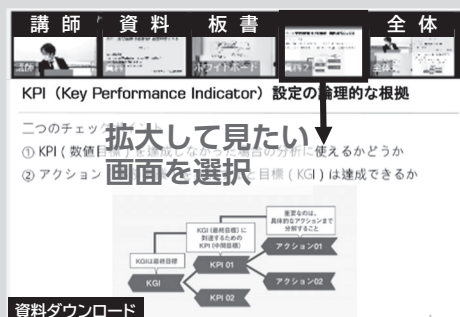 講師 資料 板書 全体
講師 資料 ホワイトボード 資料2 全体
KPI（Key Performance Indicator）設定の論理的な根拠
二つのチェックポイント
拡大して見たい
画面を選択
① KPI ( 数値目標 ) を達成しなかった場合の分析に使えるかどうか
② アクション と目標 ( KGI ) は達成できるか
重要なのは、
具体的なアクションまで
分解すること
KGI（最終目標）に
到達するための
KPI（中間目標）
KGIは最終目標
アクション01
KPI 01
KGI
アクション02
KPI 02
資料ダウンロード